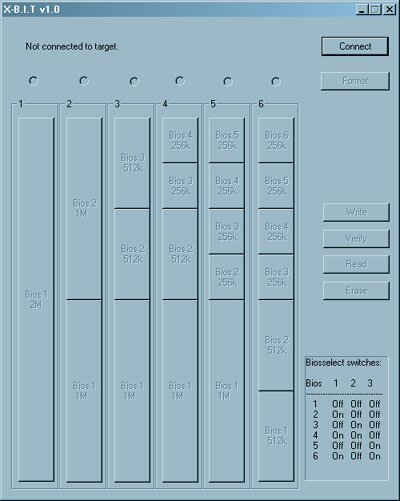 X-B.I.T v1.0
Not connected to target.
Connect
Format
1
2
3
4
5
6
Bios 1
2M
Bios 2
1M
Bios 1
1M
Bios 3
512k
Bios 2
512k
Bios 1
1M
Bios 4
256k
Bios 3
256k
Bios 2
512k
Bios 1
1M
Bios 5
256k
Bios 4
256k
Bios 3
256k
Bios 2
256k
Bios 1
1M
Bios 6
256k
Bios 5
256k
Bios 4
256k
Bios 3
256k
Bios 2
512k
Bios 1
512k
Write
Verify
Read
Erase
Biosselect switches:
Bios 1 2 3
1 Off Off Off
2 On Off Off
3 Off On Off
4 On On Off
5 Off Off On
6 On Off On